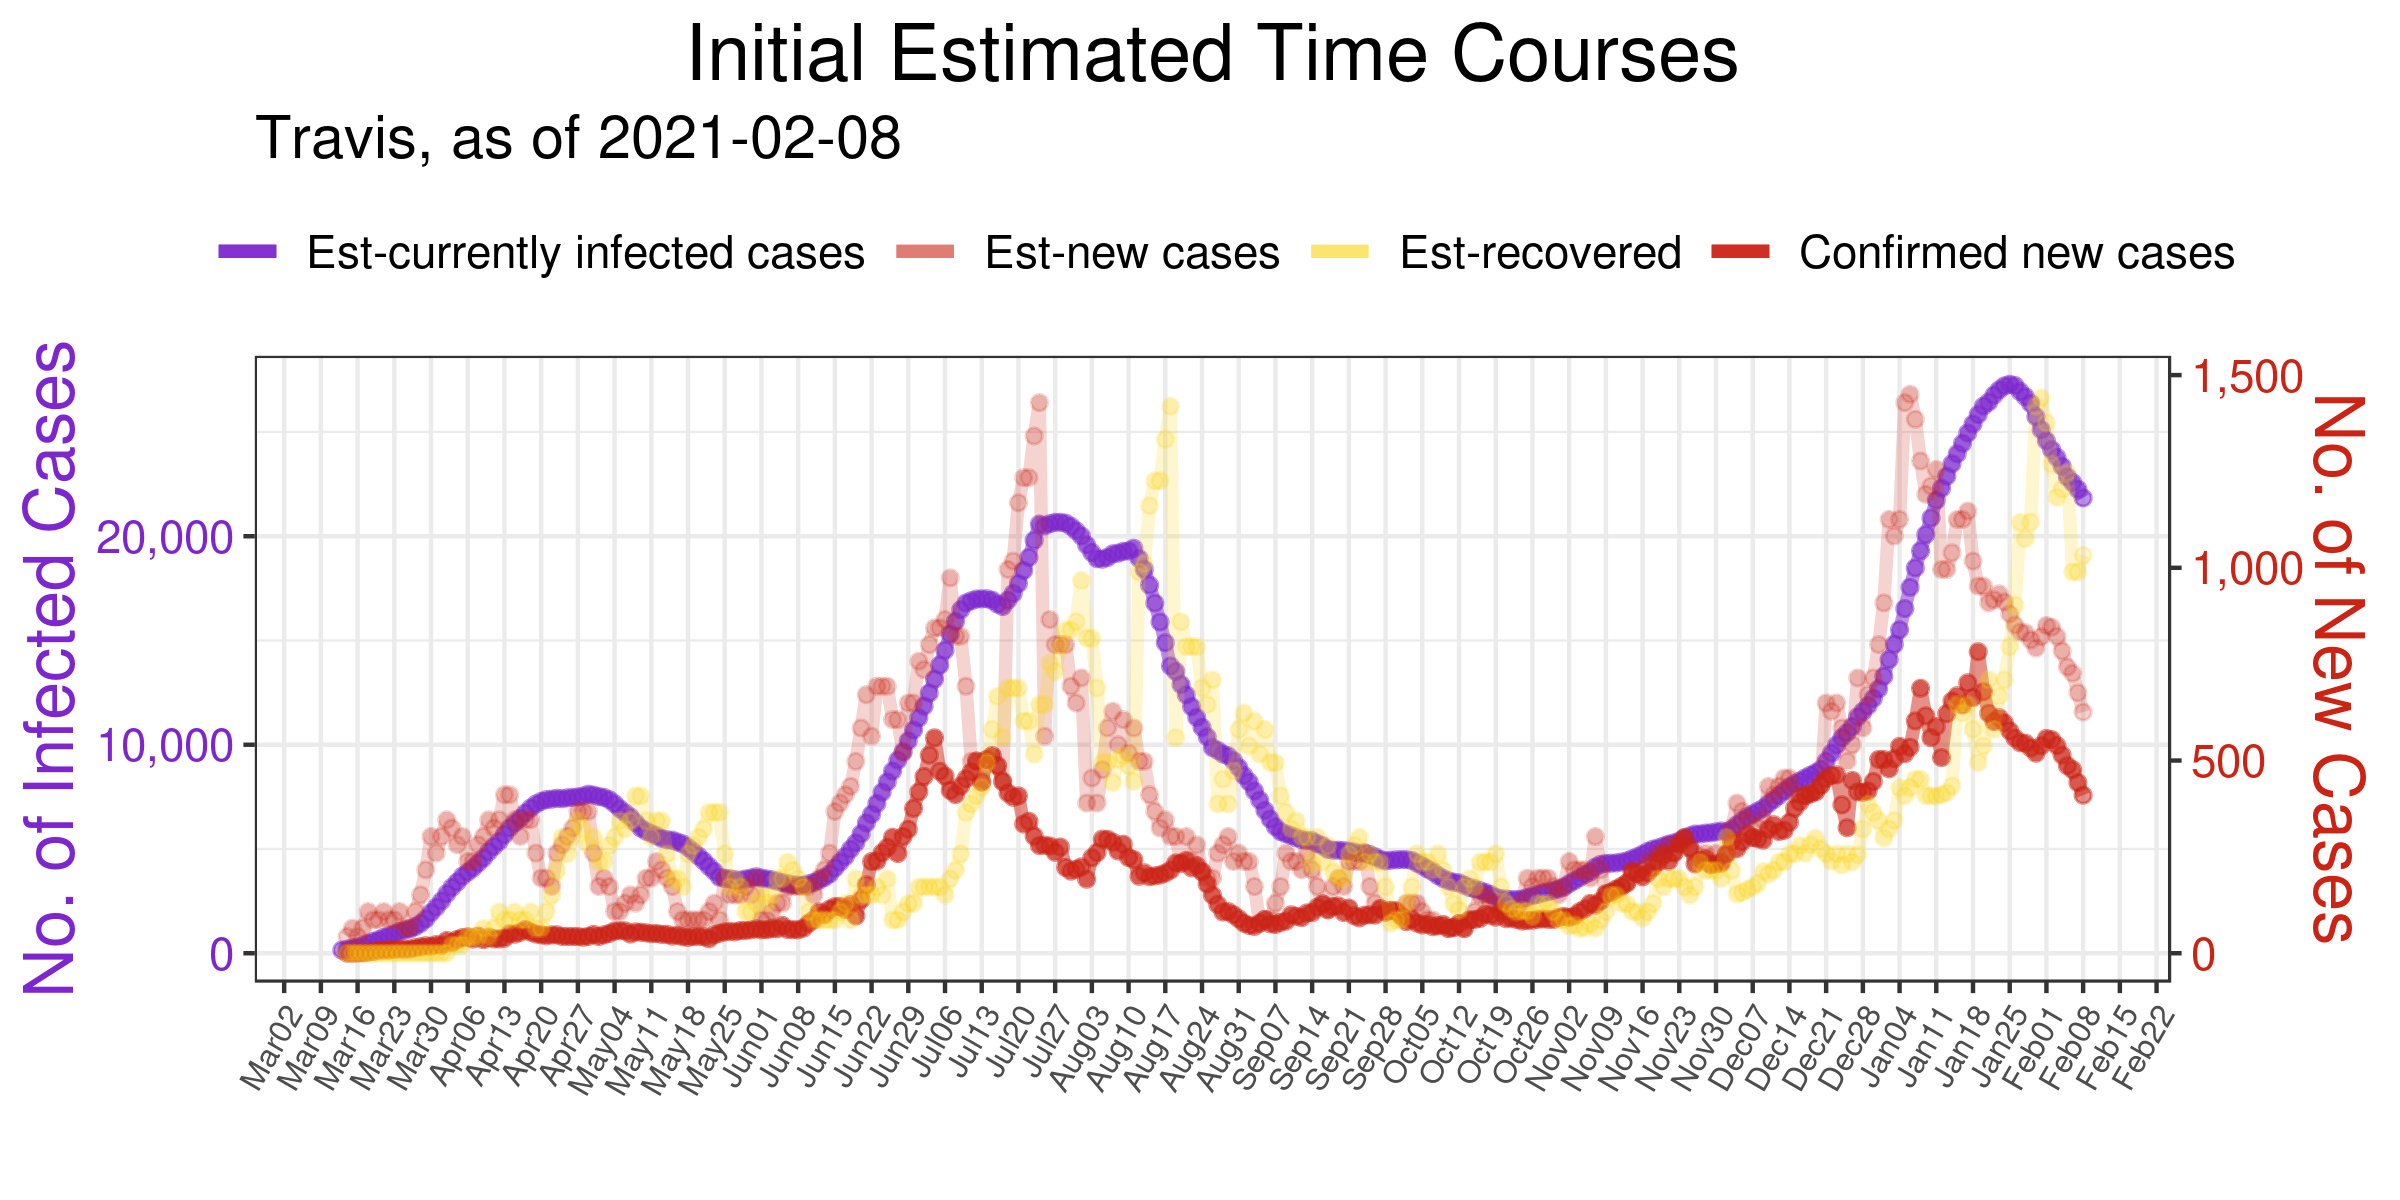 Initial Estimated Time Courses
Travis, as of 2021-02-08
Est-currently infected cases Est-new cases Est-recovered Confirmed new cases
No. of Infected Cases
20,000
10,000
0
1,500
1,000
500
0
No. of New Cases
Mar02 Mar09 Mar16 Mar23 Mar30 Apr06 Apr13 Apr20 Apr27 May04 May11 May18 May25 Jun01 Jun08 Jun15 Jun22 Jun29 Jul06 Jul13 Jul20 Jul27 Aug03 Aug10 Aug17 Aug24 Aug31 Sep07 Sep14 Sep21 Sep28 Oct05 Oct12 Oct19 Oct26 Nov02 Nov09 Nov16 Nov23 Nov30 Dec07 Dec14 Dec21 Dec28 Jan04 Jan11 Jan18 Jan25 Feb01 Feb08 Feb15 Feb22